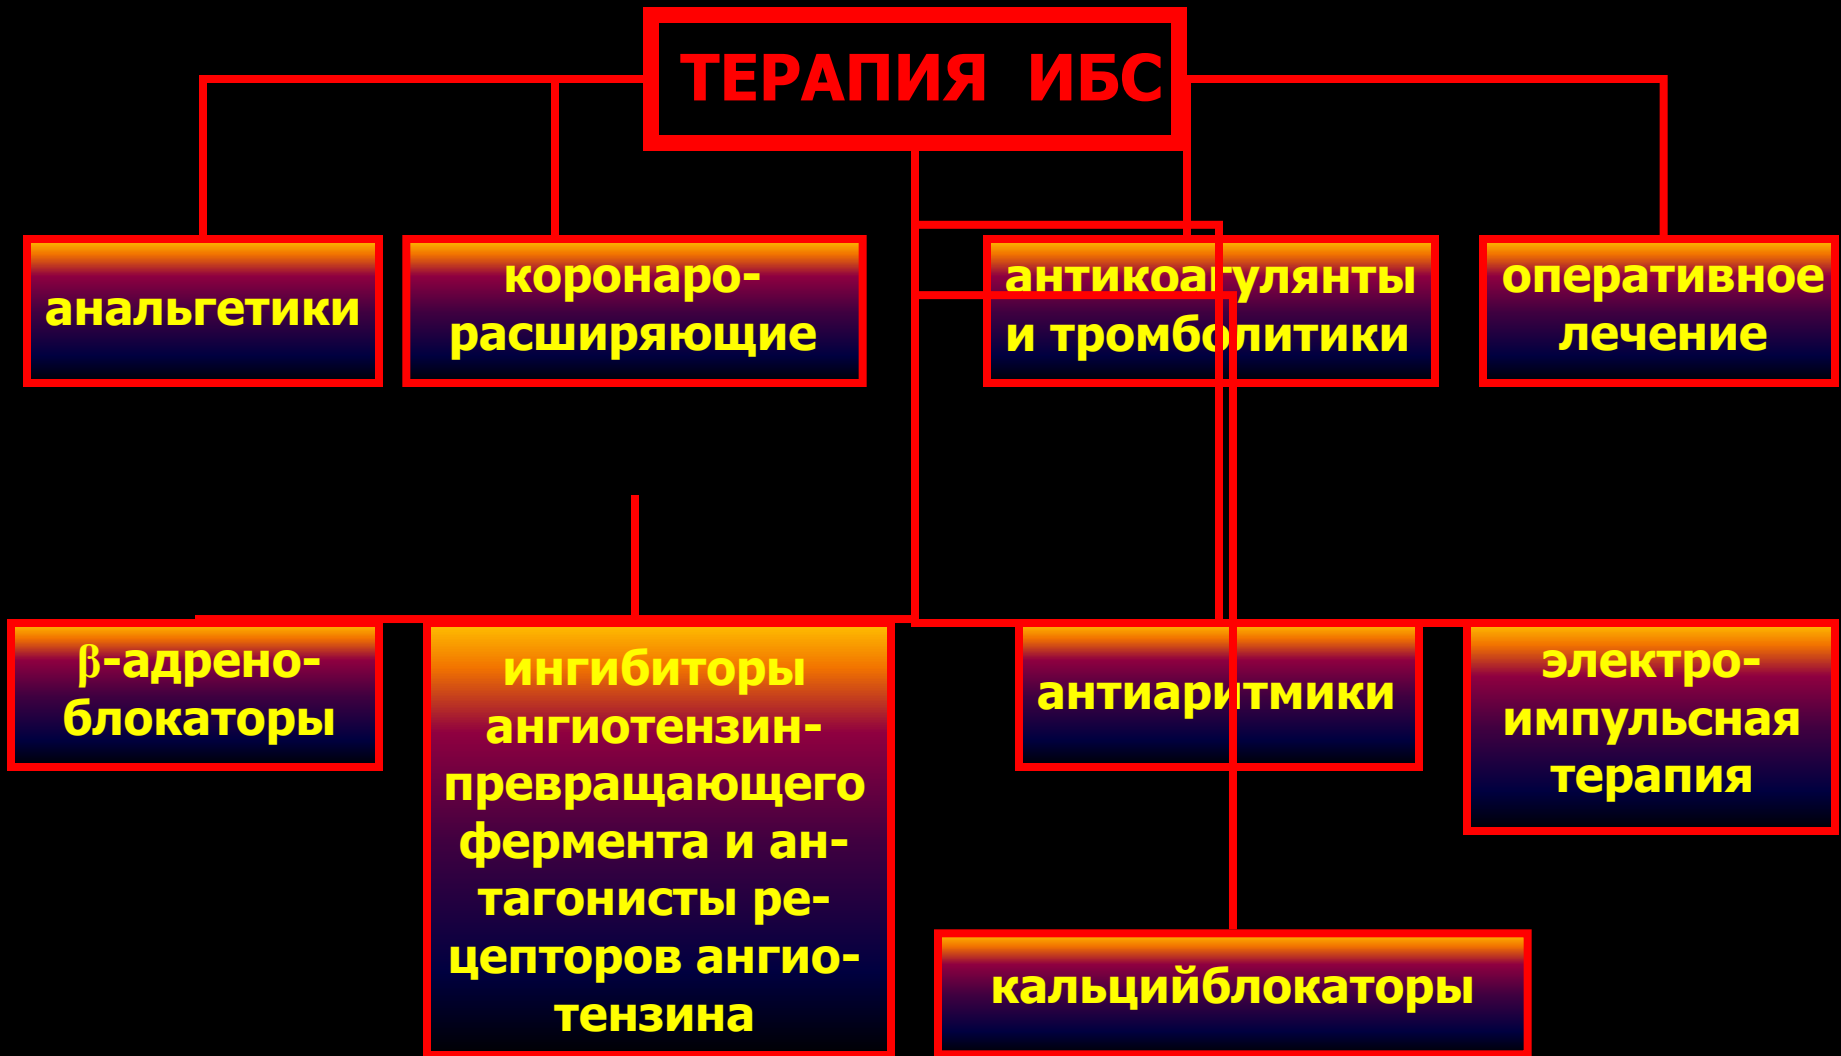 ТЕРАПИЯ ИБС
анальгетики
коронаро-
расширяющие
антикоагулянты
и тромболитики
оперативное
лечение
β-адрено-
блокаторы
ингибиторы
ангиотензин-
превращающего
фермента и ан-
тагонисты ре-
цепторов ангио-
тензина
антиаритмики
электро-
импульсная
терапия
кальцийблокаторы